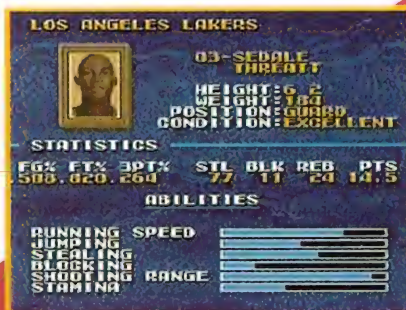 LOS ANGELES LAKERS
03-SEDALE
THREATT
HEIGHT: 6 2
WEIGHT: 184
POSITION: GUARD
CONDITION: EXCELLENT
STATISTICS
FG% FT% 3PT% STL BLK REB PTS
.508 .820 .264 77 11 24 14.5
ABILITIES
RUNNING SPEED
JUMPING
STEALING
BLOCKING
SHOOTING RANGE
STAMINA